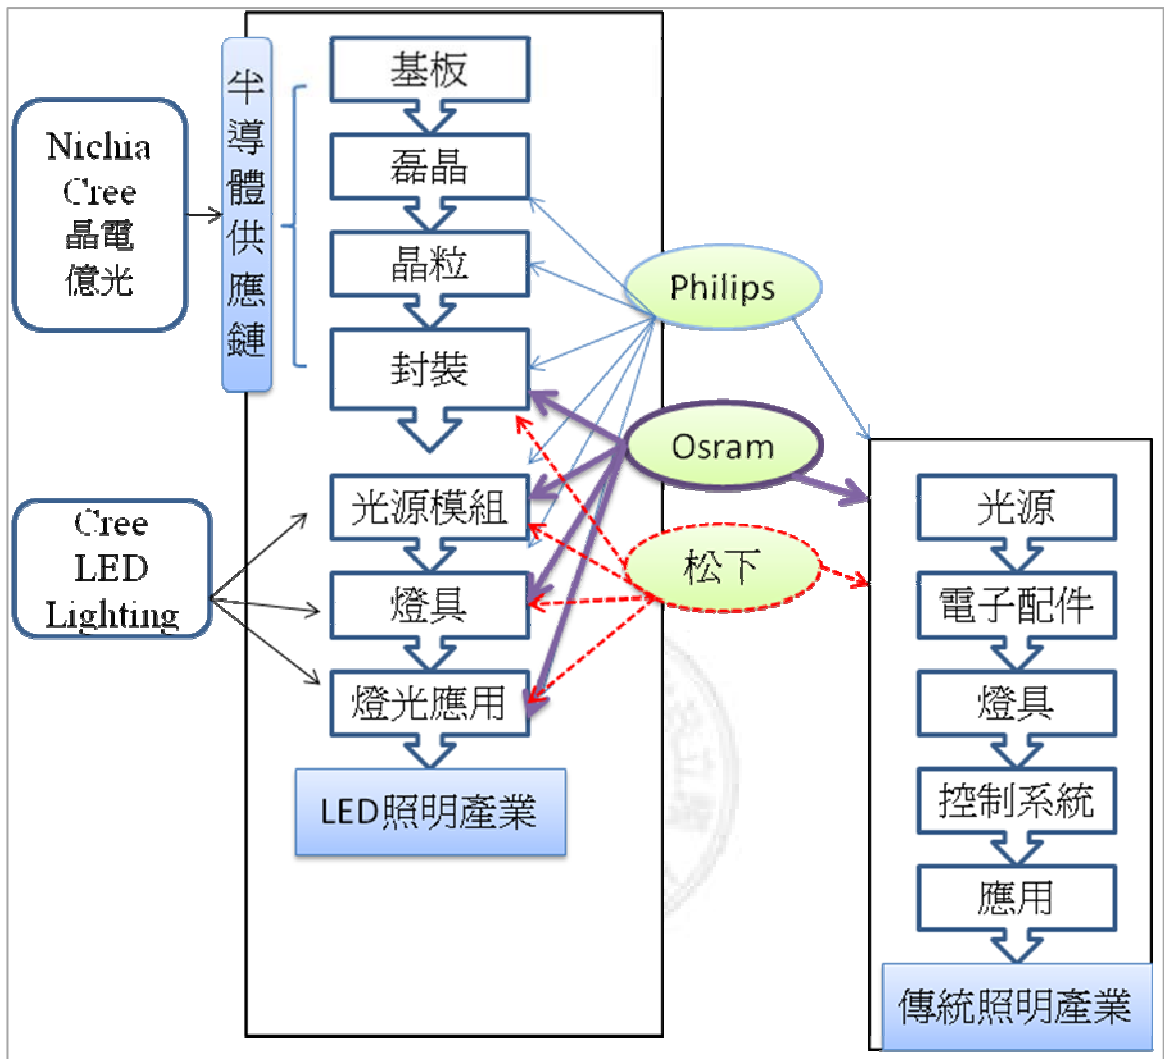 Nichia
Cree
晶電
億光
半導體供應鏈
基板
磊晶
晶粒
封裝
Philips
Osram
松下
Cree
LED
Lighting
光源模組
燈具
燈光應用
LED照明產業
光源
電子配件
燈具
控制系統
應用
傳統照明產業